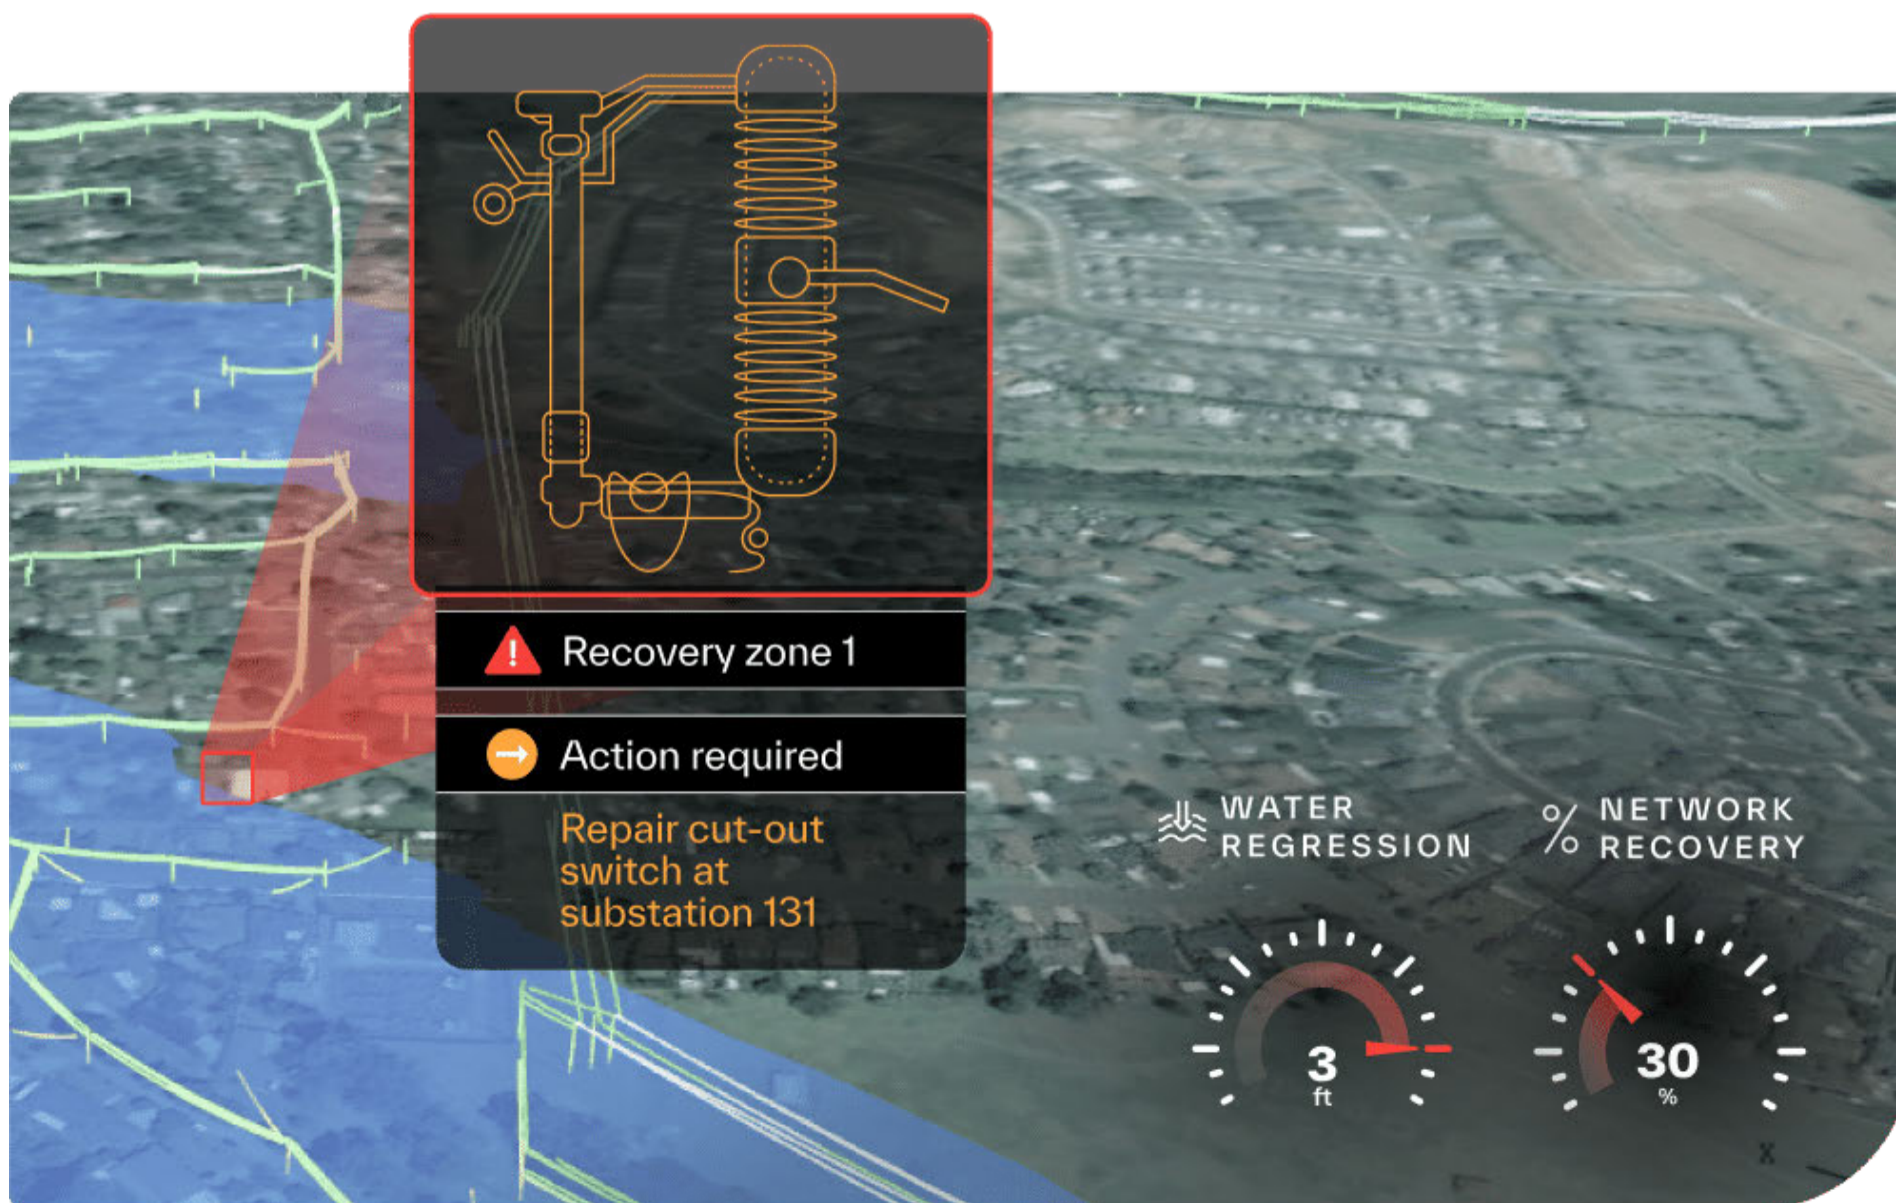 Recovery zone 1
Action required
Repair cut-out
switch at
substation 131
WATER
REGRESSION
NETWORK
RECOVERY
3
ft
30
%